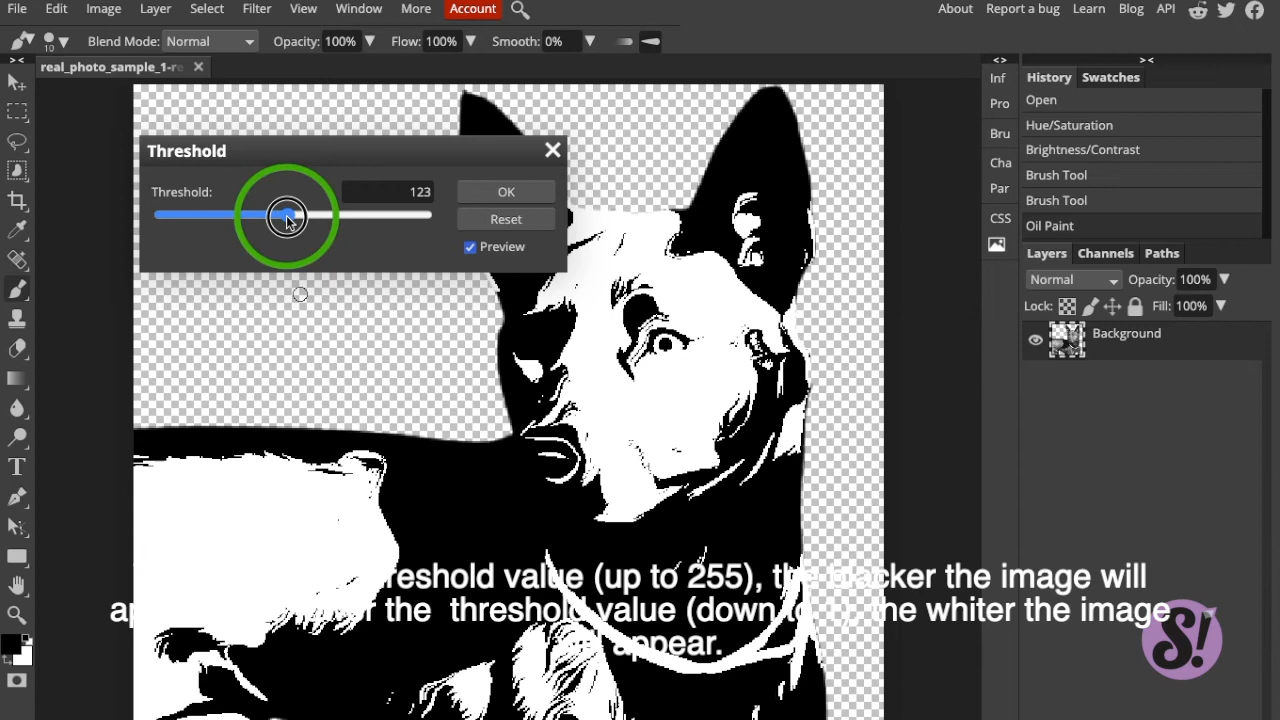 File Edit Image Layer Select Filter View Window More Account About Report a bug Learn Blog API
10 Blend Mode: Normal Opacity: 100% Flow: 100% Smooth: 0%
real_photo_sample_1-re
Threshold
Threshold: 123
OK
Reset
Preview
Inf
Pro
Bru
Cha
Par
CSS
History Swatches
Open
Hue/Saturation
Brightness/Contrast
Brush Tool
Brush Tool
Oil Paint
Layers Channels Paths
Normal Opacity: 100%
Lock: Fill: 100%
Background
threshold value (up to 255), the blacker the image will
the threshold value (down to the whiter the image
appear.
S!